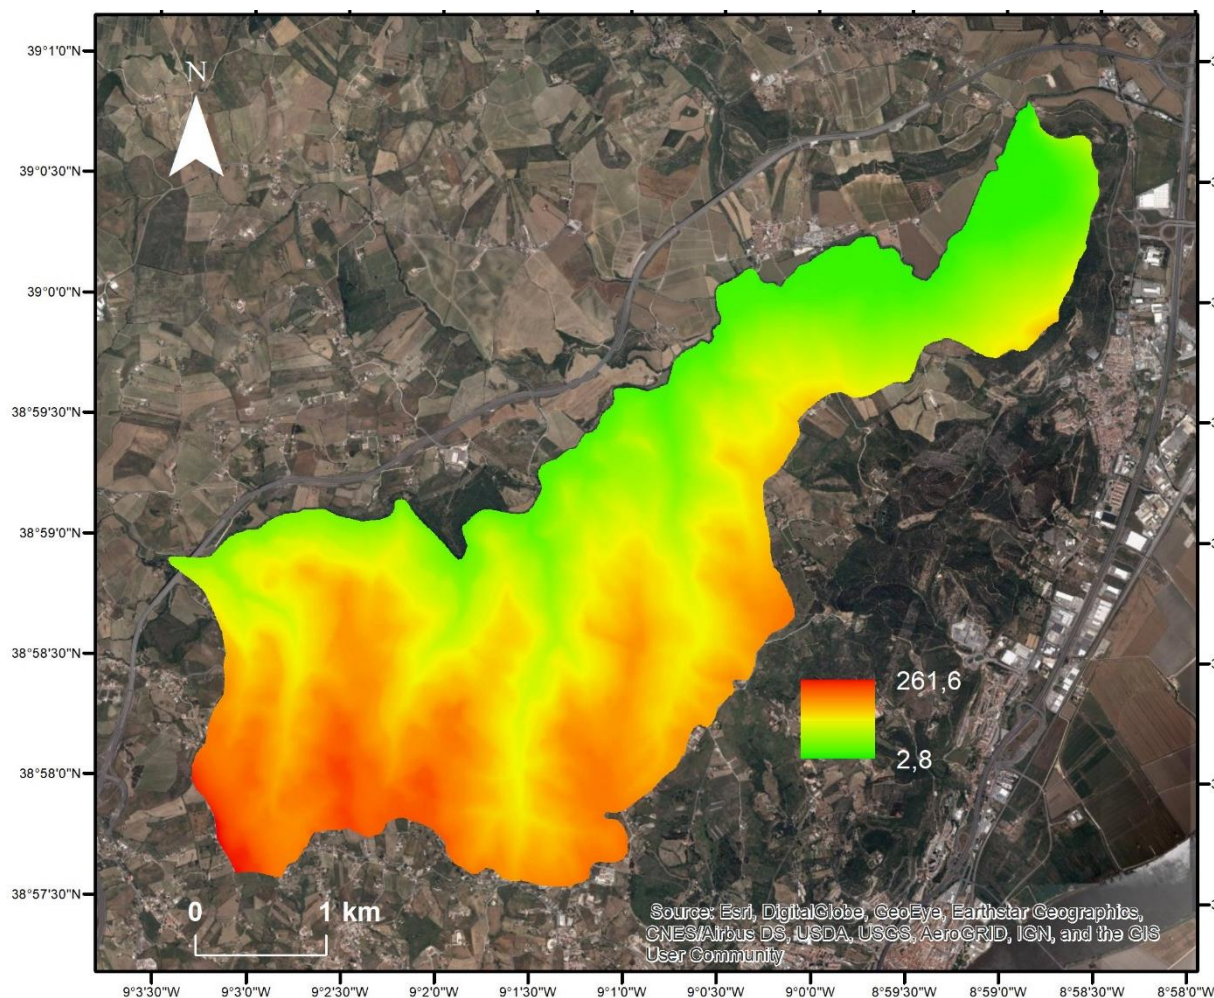 39°1'0"N
N
39°0'30"N
39°0'0"N
38°59'30"N
38°59'0"N
38°58'30"N
261,6
2,8
38°58'0"N
38°57'30"N
0 1 km
Source: Esri, DigitalGlobe, GeoEye, Earthstar Geographics,
CNES/Airbus DS, USDA, USGS, AeroGRID, IGN, and the GIS
User Community
9°3'30"W 9°3'0"W 9°2'30"W 9°2'0"W 9°1'30"W 9°1'0"W 9°0'30"W 9°0'0"W 8°59'30"W 8°59'0"W 8°58'30"W 8°58'0"W